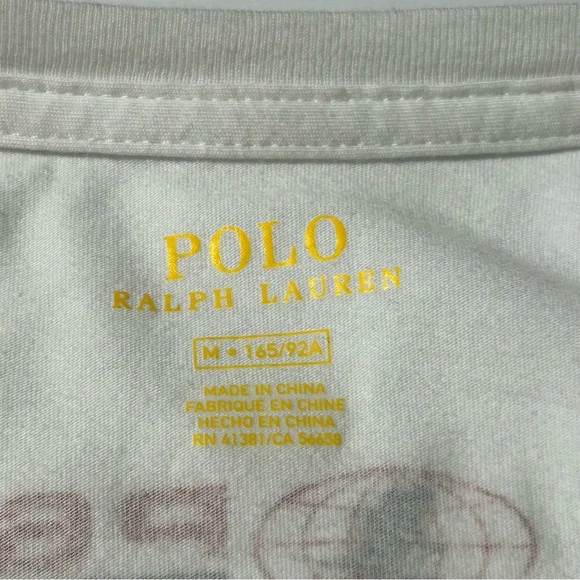 POLO
RALPH LAUREN
M • 165/92A
MADE IN CHINA
FABRIQUÉ EN CHINE
HECHO EN CHINA
RN 41381/CA 56658